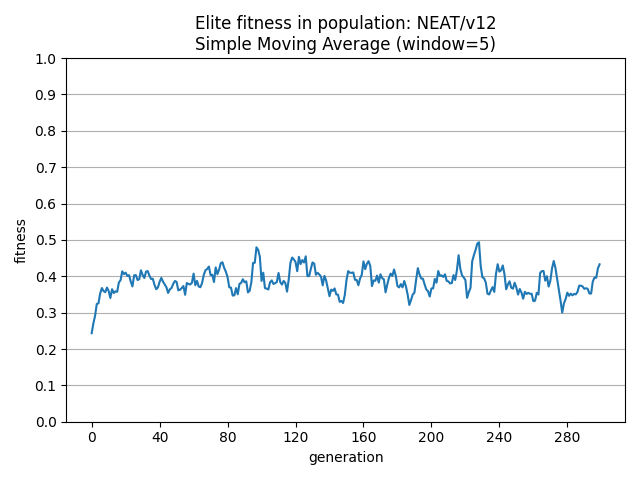 Elite fitness in population: NEAT/v12
Simple Moving Average (window=5)
1.0
0.9
0.8
0.7
0.6
0.5
0.4
0.3
0.2
0.1
0.0
fitness
0 40 80 120 160 200 240 280
generation